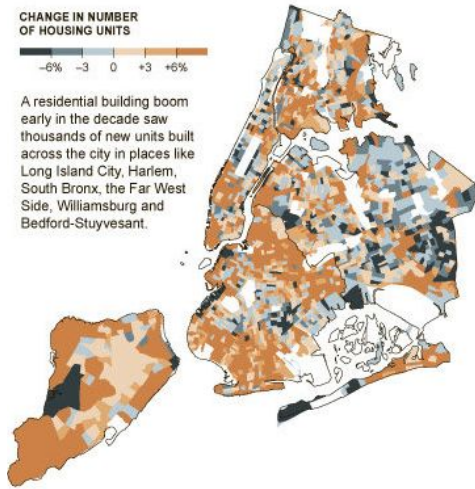 CHANGE IN NUMBER
OF HOUSING UNITS
–6% –3 0 +3 +6%
A residential building boom
early in the decade saw
thousands of new units built
across the city in places like
Long Island City, Harlem,
South Bronx, the Far West
Side, Williamsburg and
Bedford-Stuyvesant.